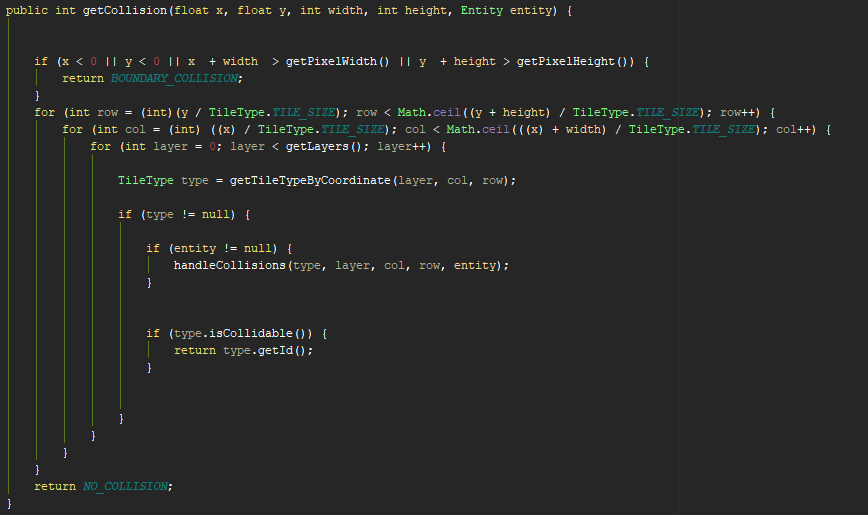 public int getCollision(float x, float y, int width, int height, Entity entity) {
if (x < 0 || y < 0 || x  + width  > getPixelWidth() || y  + height > getPixelHeight()) {
return BOUNDARY_COLLISION;
}
for (int row = (int)(y / TileType.TILE_SIZE); row < Math.ceil((y + height) / TileType.TILE_SIZE); row++) {
for (int col = (int) ((x) / TileType.TILE_SIZE); col < Math.ceil(((x) + width) / TileType.TILE_SIZE); col++) {
for (int layer = 0; layer < getLayers(); layer++) {
TileType type = getTileTypeByCoordinate(layer, col, row);
if (type != null) {
if (entity != null) {
handleCollisions(type, layer, col, row, entity);
}
if (type.isCollidable()) {
return type.getId();
}
}
}
}
}
return NO_COLLISION;
}